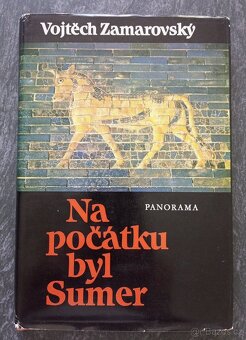 Vojtěch Zamarovský
Na
PANORAMA
počátku
byl
Sumer